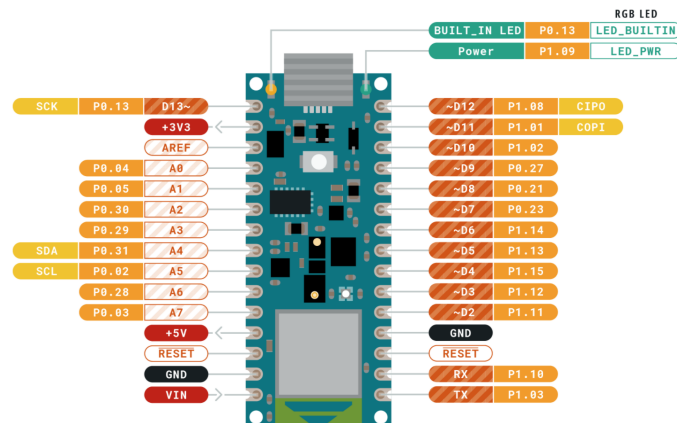 RGB LED
BUILT_IN LED P0.13 LED_BUILTIN
Power P1.09 LED_PWR
SCK P0.13 D13~
+3V3
AREF
P0.04 A0
P0.05 A1
P0.30 A2
P0.29 A3
SDA P0.31 A4
SCL P0.02 A5
P0.28 A6
P0.03 A7
+5V
RESET
GND
VIN
~D12 P1.08 CIPO
~D11 P1.01 COPI
~D10 P1.02
~D9 P0.27
~D8 P0.21
~D7 P0.23
~D6 P1.14
~D5 P1.13
~D4 P1.15
~D3 P1.12
~D2 P1.11
GND
RESET
RX P1.10
TX P1.03